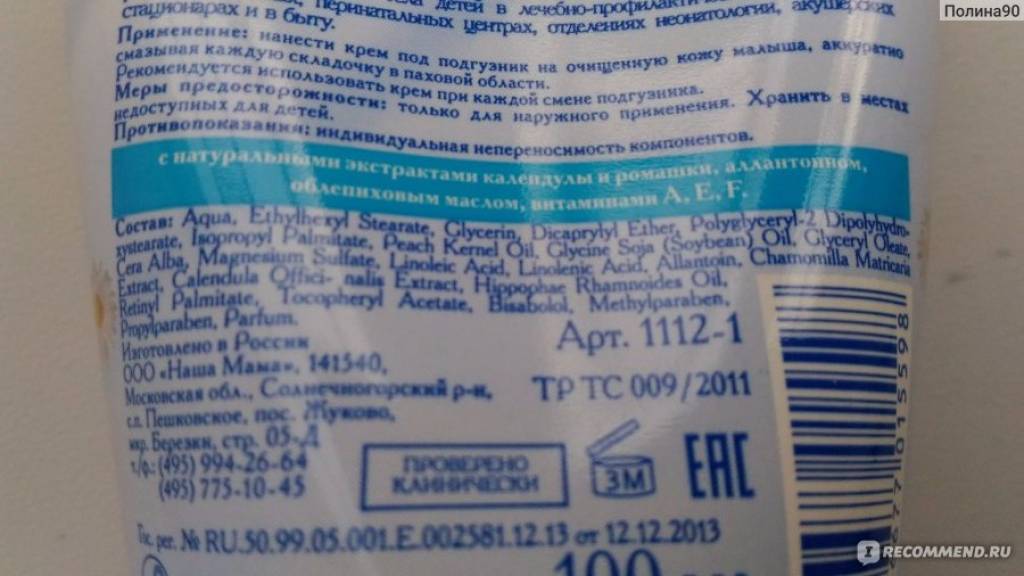 Полина90
детей в лечебно-профилакти
перинатальных центрах, отделениях неонатологии, акушерских
стационарах и в быту.
Применение: нанести крем под подгузник на очищенную кожу малыша, аккуратно
смазывая каждую складочку в паховой области.
Рекомендуется использовать крем при каждой смене подгузника.
Меры предосторожности: только для наружного применения. Хранить в местах
недоступных для детей.
Противопоказания: индивидуальная непереносимость компонентов.
с натуральными экстрактами календулы и ромашки, аллантоином,
облепиховым маслом, витаминами A, E, F.
Состав: Aqua, Ethylhexyl Stearate, Glycerin, Dicaprylyl Ether, Polyglyceryl-2 Dipolyhydro-
xystearate, Isopropyl Palmitate, Peach Kernel Oil, Glycine Soja (Soybean) Oil, Glyceryl Oleate,
Cera Alba, Magnesium Sulfate, Linoleic Acid, Linolenic Acid, Allantoin, Chamomilla Matricaria
Extract, Calendula Offici- nalis Extract, Hippophae Rhamnoides Oil,
Retinyl Palmitate, Tocopheryl Acetate, Bisabolol, Methylparaben,
Propylparaben, Parfum.
Изготовлено в России
ООО «Наша Мама», 141540,
Московская обл., Солнечногорский р-н,
с.п. Пешковское, пос. Жуково,
мкр. Березки, стр. 05-Д
т/ф: (495) 994-26-64
(495) 775-10-45
Арт. 1112-1
ТР ТС 009/2011
ПРОВЕРЕНО
КЛИНИЧЕСКИ
3М
EAC
Гос. рег. № RU.50.99.05.001.E.002581.12.13 от 12.12.2013
100
RECOMMEND.RU